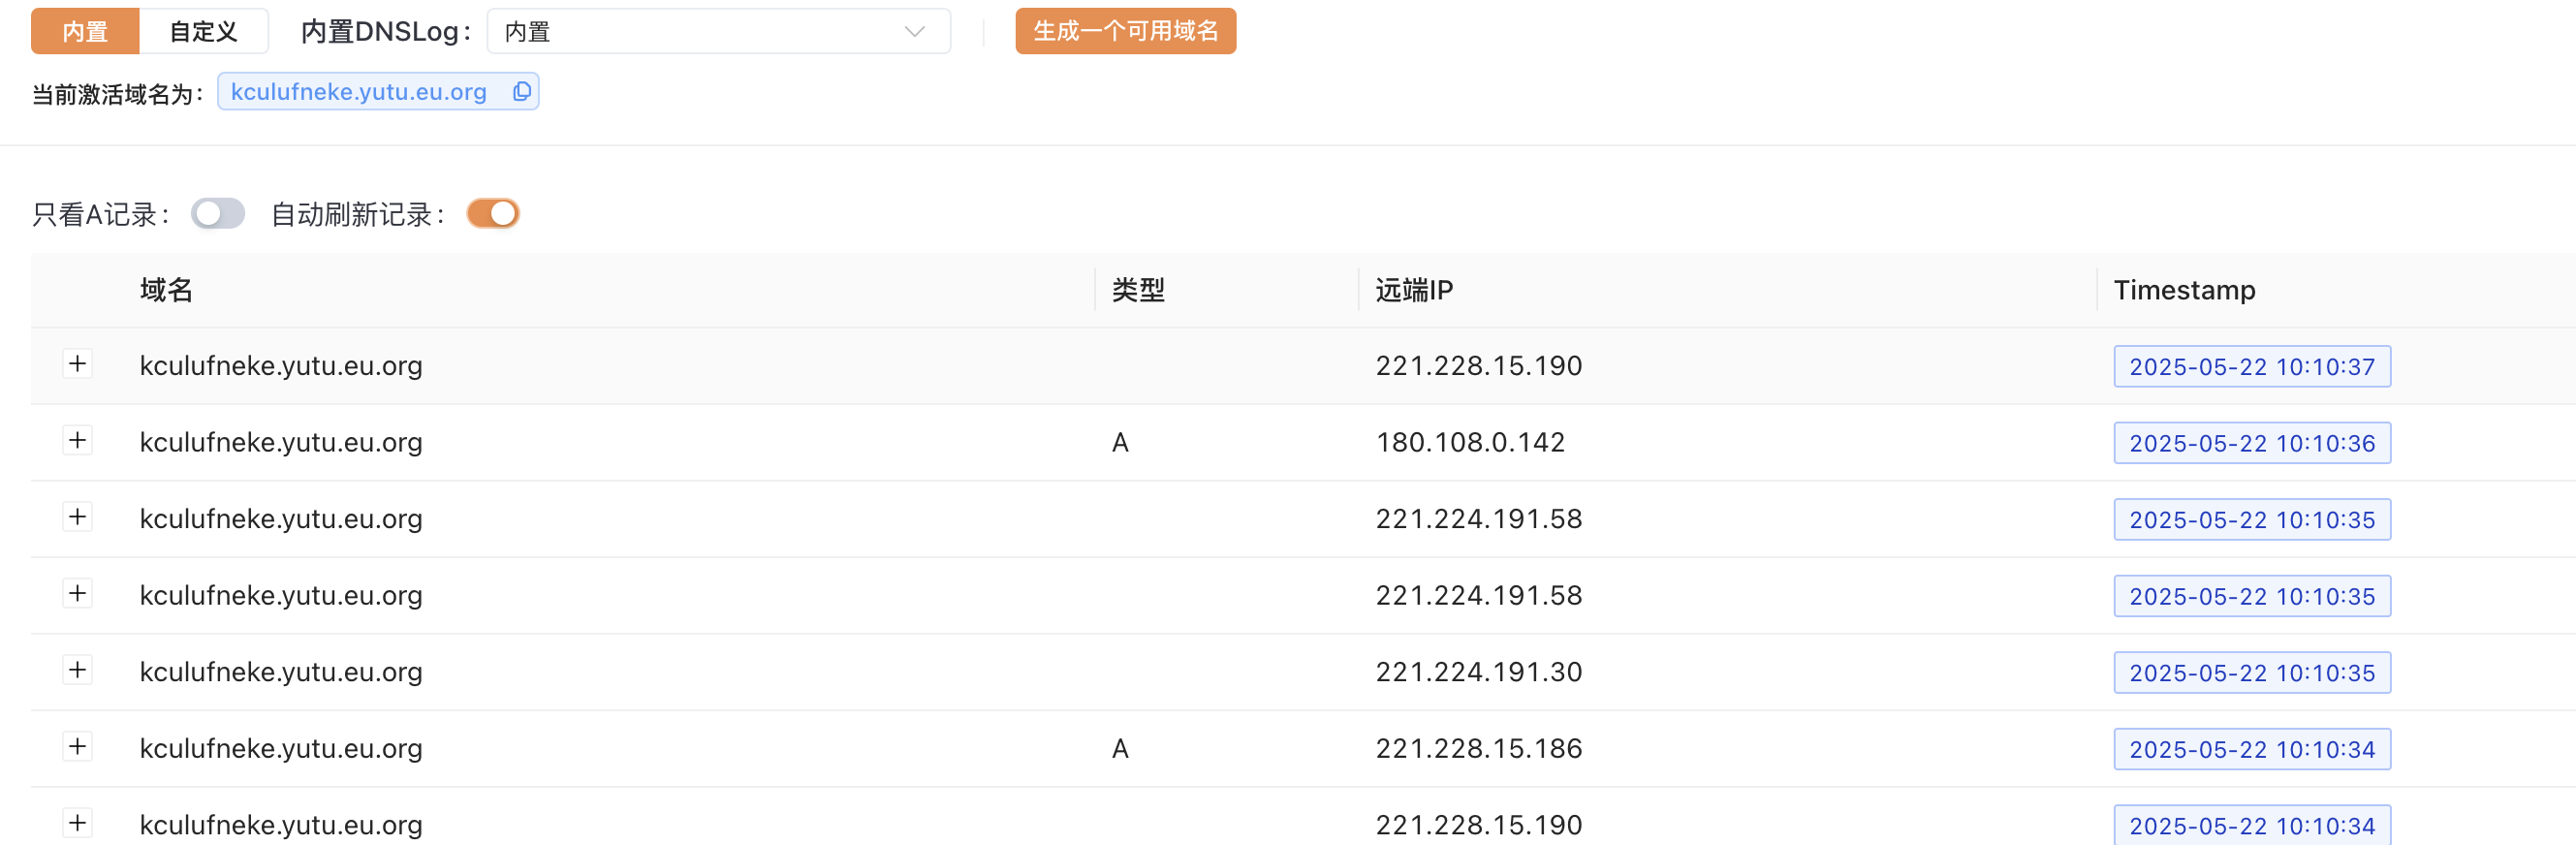 内置 自定义 内置DNSLog: 内置 生成一个可用域名
当前激活域名为: kculufneke.yutu.eu.org
只看A记录: 自动刷新记录:
域名 类型 远端IP Timestamp
kculufneke.yutu.eu.org 221.228.15.190 2025-05-22 10:10:37
kculufneke.yutu.eu.org A 180.108.0.142 2025-05-22 10:10:36
kculufneke.yutu.eu.org 221.224.191.58 2025-05-22 10:10:35
kculufneke.yutu.eu.org 221.224.191.58 2025-05-22 10:10:35
kculufneke.yutu.eu.org 221.224.191.30 2025-05-22 10:10:35
kculufneke.yutu.eu.org A 221.228.15.186 2025-05-22 10:10:34
kculufneke.yutu.eu.org 221.228.15.190 2025-05-22 10:10:34